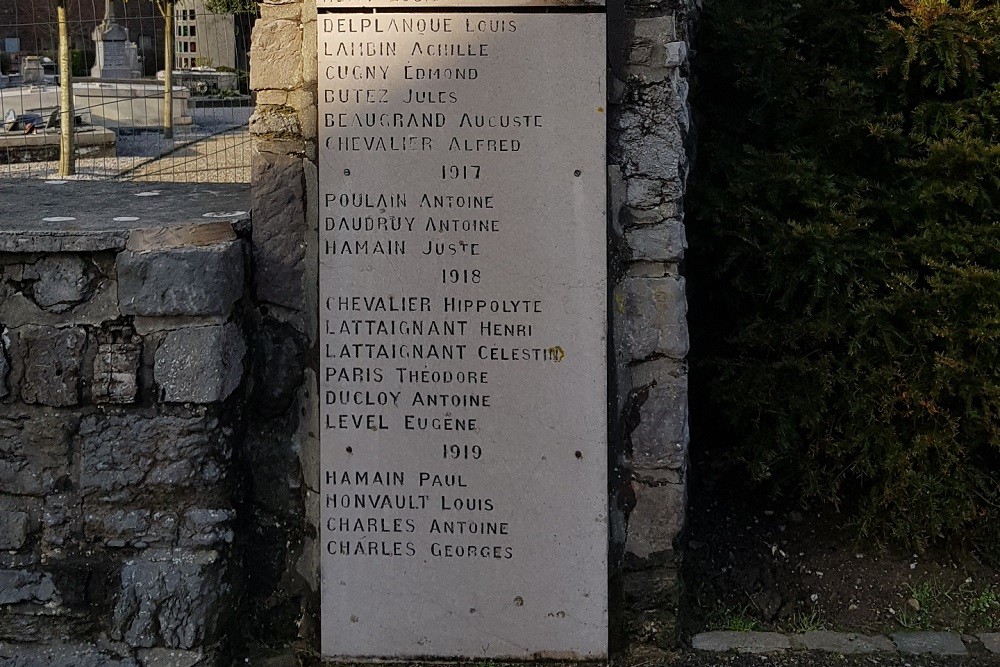 DELPLANQUE LOUIS
LAMBIN ACHILLE
CUGNY EDMOND
BUTEZ JULES
BEAUGRAND AUGUSTE
CHEVALIER ALFRED
1917
POULAIN ANTOINE
DAUDRUY ANTOINE
HAMAIN JUSTE
1918
CHEVALIER HIPPOLYTE
LATTAIGNANT HENRI
LATTAIGNANT CÉLESTIN
PARIS THÉODORE
DUCLOY ANTOINE
LEVEL EUGÈNE
1919
HAMAIN PAUL
HONVAULT LOUIS
CHARLES ANTOINE
CHARLES GEORGES